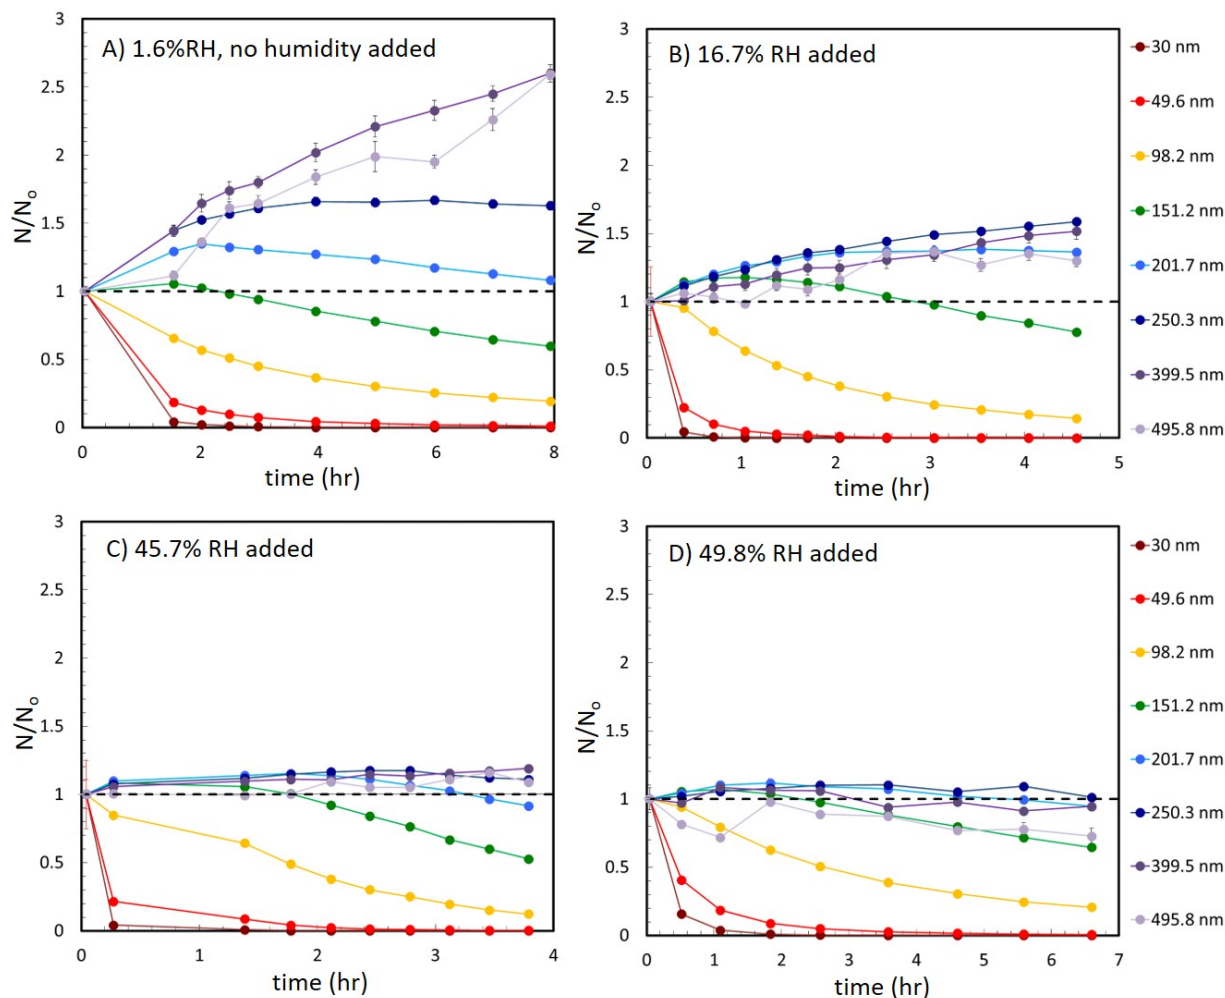 A) 1.6%RH, no humidity added
3
2.5
2
1.5
1
0.5
0
N/No
0 2 4 6 8
time (hr)
B) 16.7% RH added
3
2.5
2
1.5
1
0.5
0
N/No
0 1 2 3 4 5
time (hr)
30 nm
49.6 nm
98.2 nm
151.2 nm
201.7 nm
250.3 nm
399.5 nm
495.8 nm
C) 45.7% RH added
3
2.5
2
1.5
1
0.5
0
N/No
0 1 2 3 4
time (hr)
D) 49.8% RH added
3
2.5
2
1.5
1
0.5
0
N/No
0 1 2 3 4 5 6 7
time (hr)
30 nm
49.6 nm
98.2 nm
151.2 nm
201.7 nm
250.3 nm
399.5 nm
495.8 nm